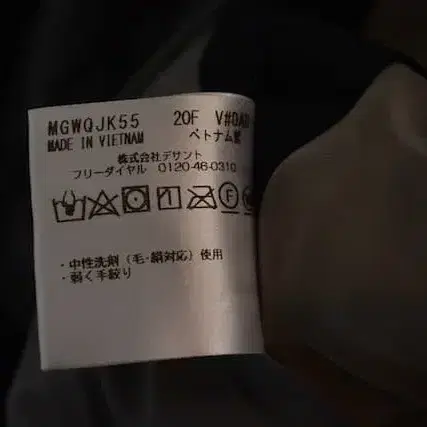 MGWQJK55 20F
MADE IN VIETNAM ベトナム製
株式会社デサント
フリーダイヤル 0120-46-0310
F
・中性洗剤(毛・絹対応)使用
・弱く手絞り